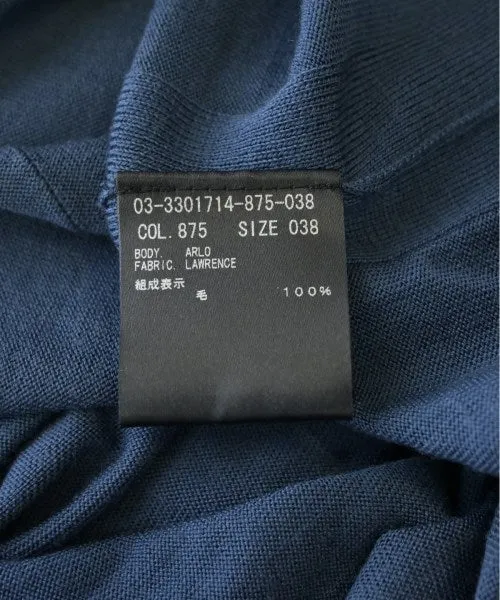 03-3301714-875-038
COL.875 SIZE 038
BODY. ARLO
FABRIC. LAWRENCE
組成表示
毛 100%